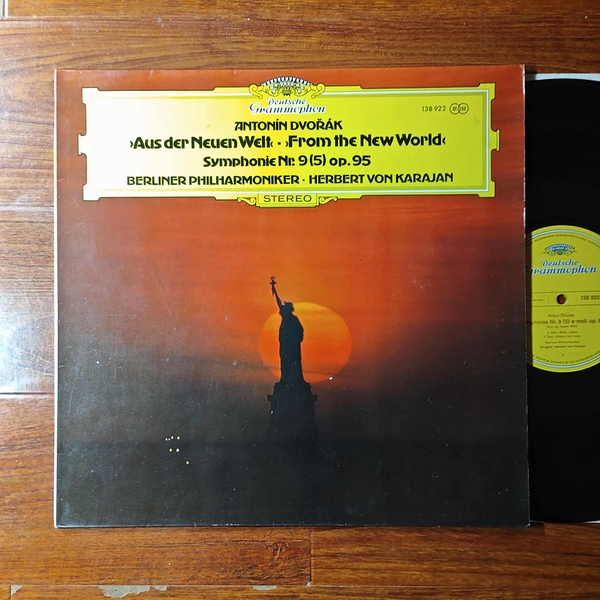 Deutsche
Grammophon
138 922
ANTONÍN DVOŘÁK
›Aus der Neuen Welt‹ · ›From the New World‹
Symphonie Nr. 9 (5) op. 95
BERLINER PHILHARMONIKER · HERBERT VON KARAJAN
STEREO
Deutsche
Grammophon
138 922